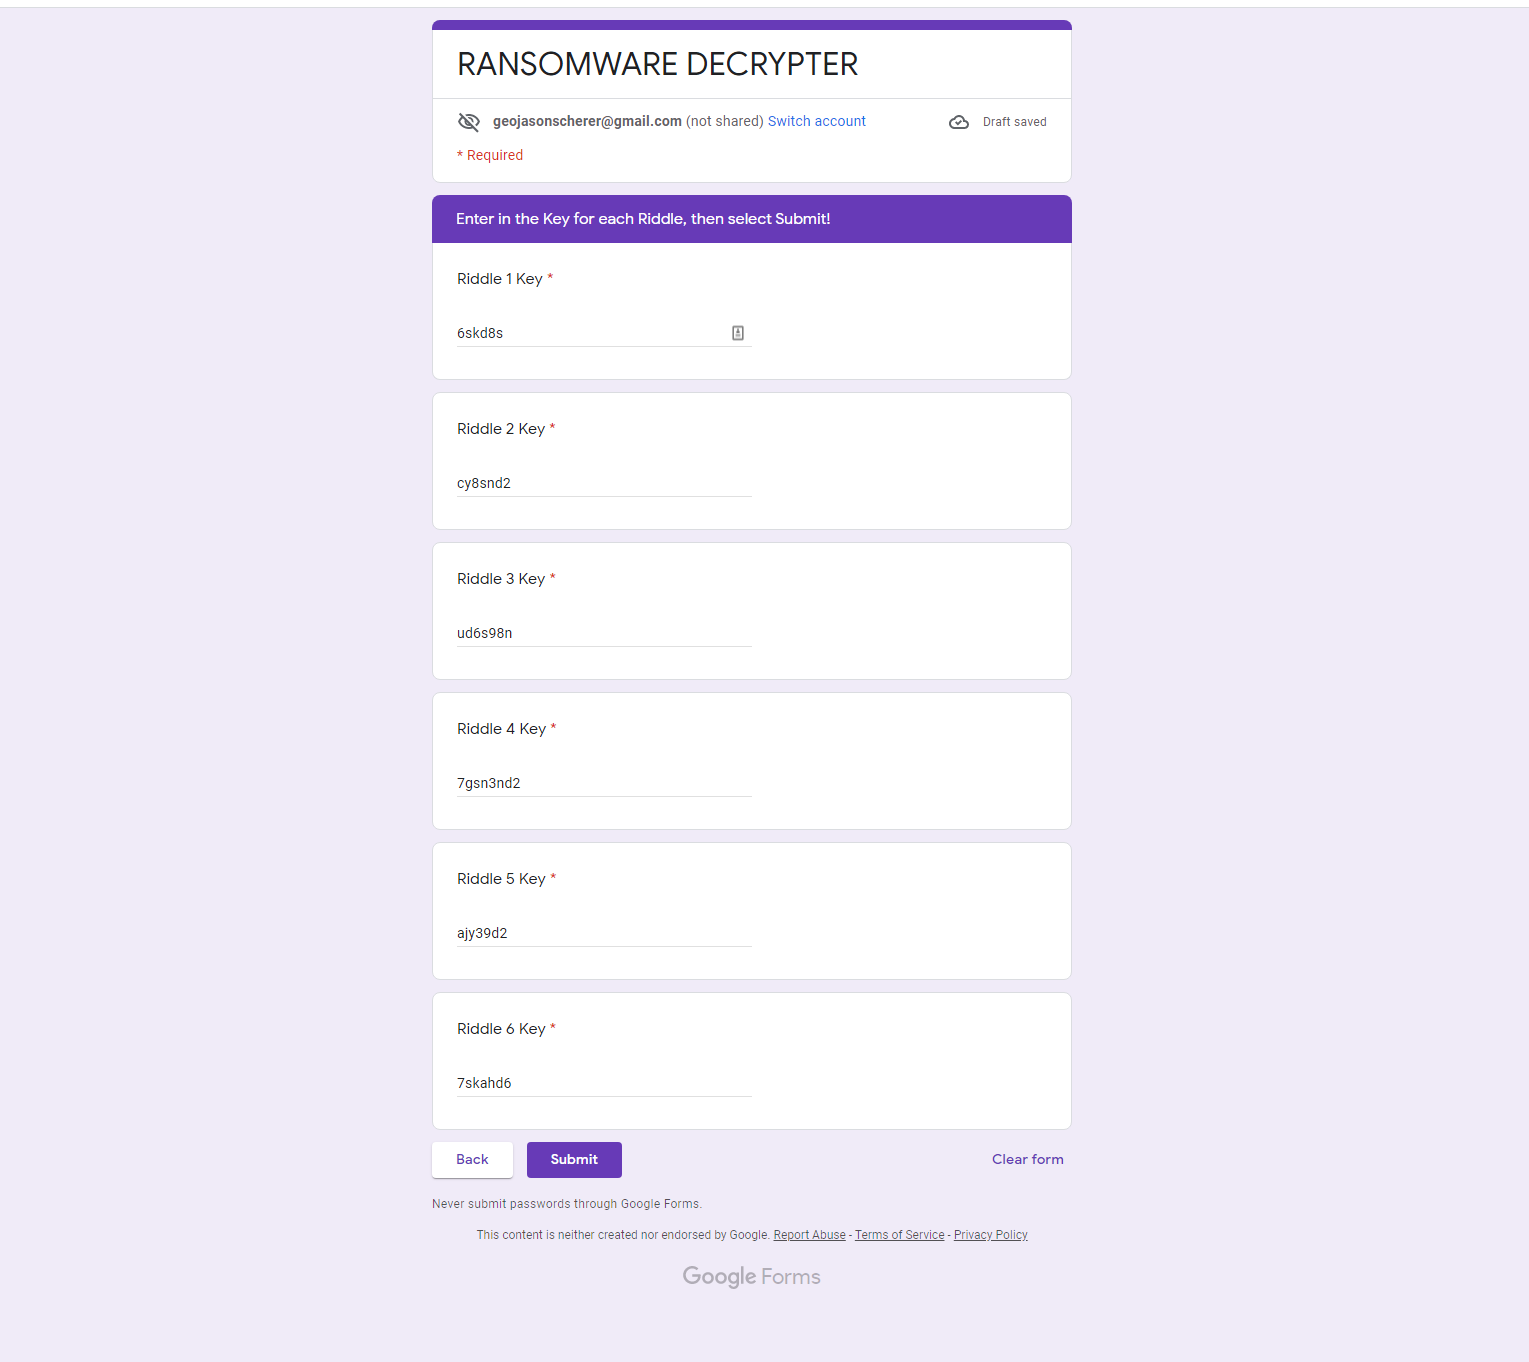 RANSOMWARE DECRYPTER
geojasonscherer@gmail.com (not shared) Switch account
Draft saved
* Required
Enter in the Key for each Riddle, then select Submit!
Riddle 1 Key *
6skd8s
Riddle 2 Key *
cy8snd2
Riddle 3 Key *
ud6s98n
Riddle 4 Key *
7gsn3nd2
Riddle 5 Key *
ajy39d2
Riddle 6 Key *
7skahd6
Back
Submit
Clear form
Never submit passwords through Google Forms.
This content is neither created nor endorsed by Google. Report Abuse - Terms of Service - Privacy Policy
Google Forms